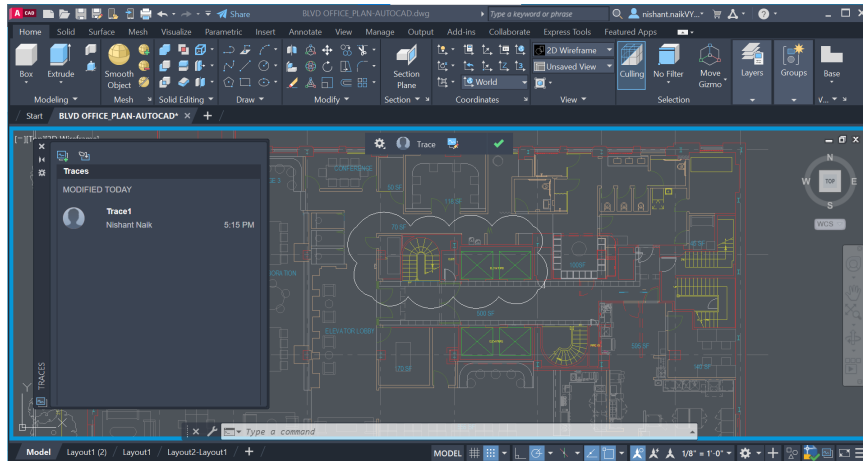 A CAD Share BLVD OFFICE_PLAN-AUTOCAD.dwg Type a keyword or phrase nishant.naikVY...
Home Solid Surface Mesh Visualize Parametric Insert Annotate View Manage Output Add-ins Collaborate Express Tools Featured Apps
Box Extrude Smooth Object Section Plane 2D Wireframe Unsaved View World Culling No Filter Move Gizmo Layers Groups Base
Modeling Mesh Solid Editing Draw Modify Section Coordinates View Selection V...
Start BLVD OFFICE_PLAN-AUTOCAD* +
Trace
Traces
MODIFIED TODAY
Trace1
Nishant Naik 5:15 PM
TRACES
CONFERENCE
ELEVATOR LOBBY
N
W TOP E
S
WCS
Y
Type a command
Model Layout1 (2) Layout1 Layout2-Layout1 +
MODEL 1/8" = 1'-0"